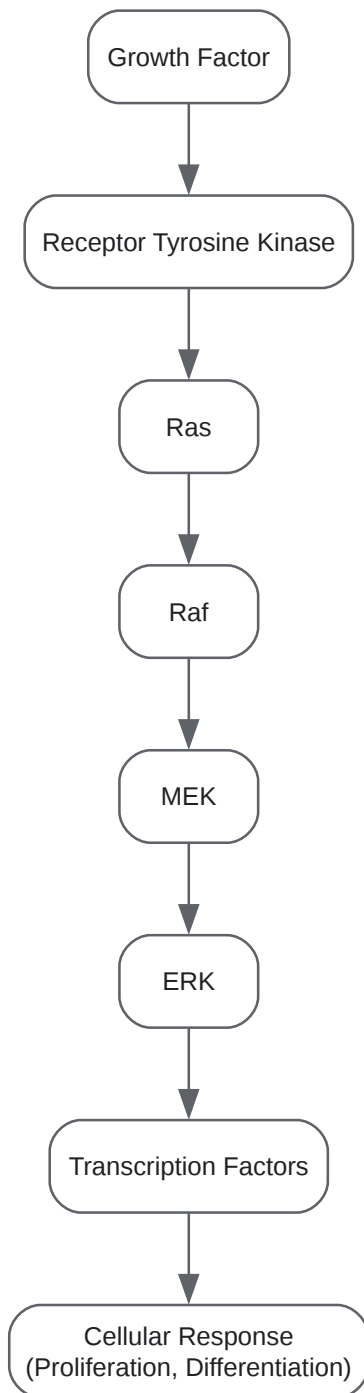 Growth Factor
Receptor Tyrosine Kinase
Ras
Raf
MEK
ERK
Transcription Factors
Cellular Response
(Proliferation, Differentiation)